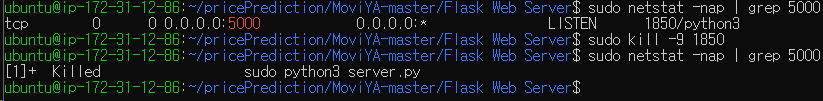 ubuntu@ip-172-31-12-86:~/pricePrediction/MoviYA-master/Flask Web Server$ sudo netstat -nap | grep 5000
tcp        0      0 0.0.0.0:5000            0.0.0.0:*               LISTEN      1850/python3
ubuntu@ip-172-31-12-86:~/pricePrediction/MoviYA-master/Flask Web Server$ sudo kill -9 1850
ubuntu@ip-172-31-12-86:~/pricePrediction/MoviYA-master/Flask Web Server$ sudo netstat -nap | grep 5000
[1]+  Killed                  sudo python3 server.py
ubuntu@ip-172-31-12-86:~/pricePrediction/MoviYA-master/Flask Web Server$